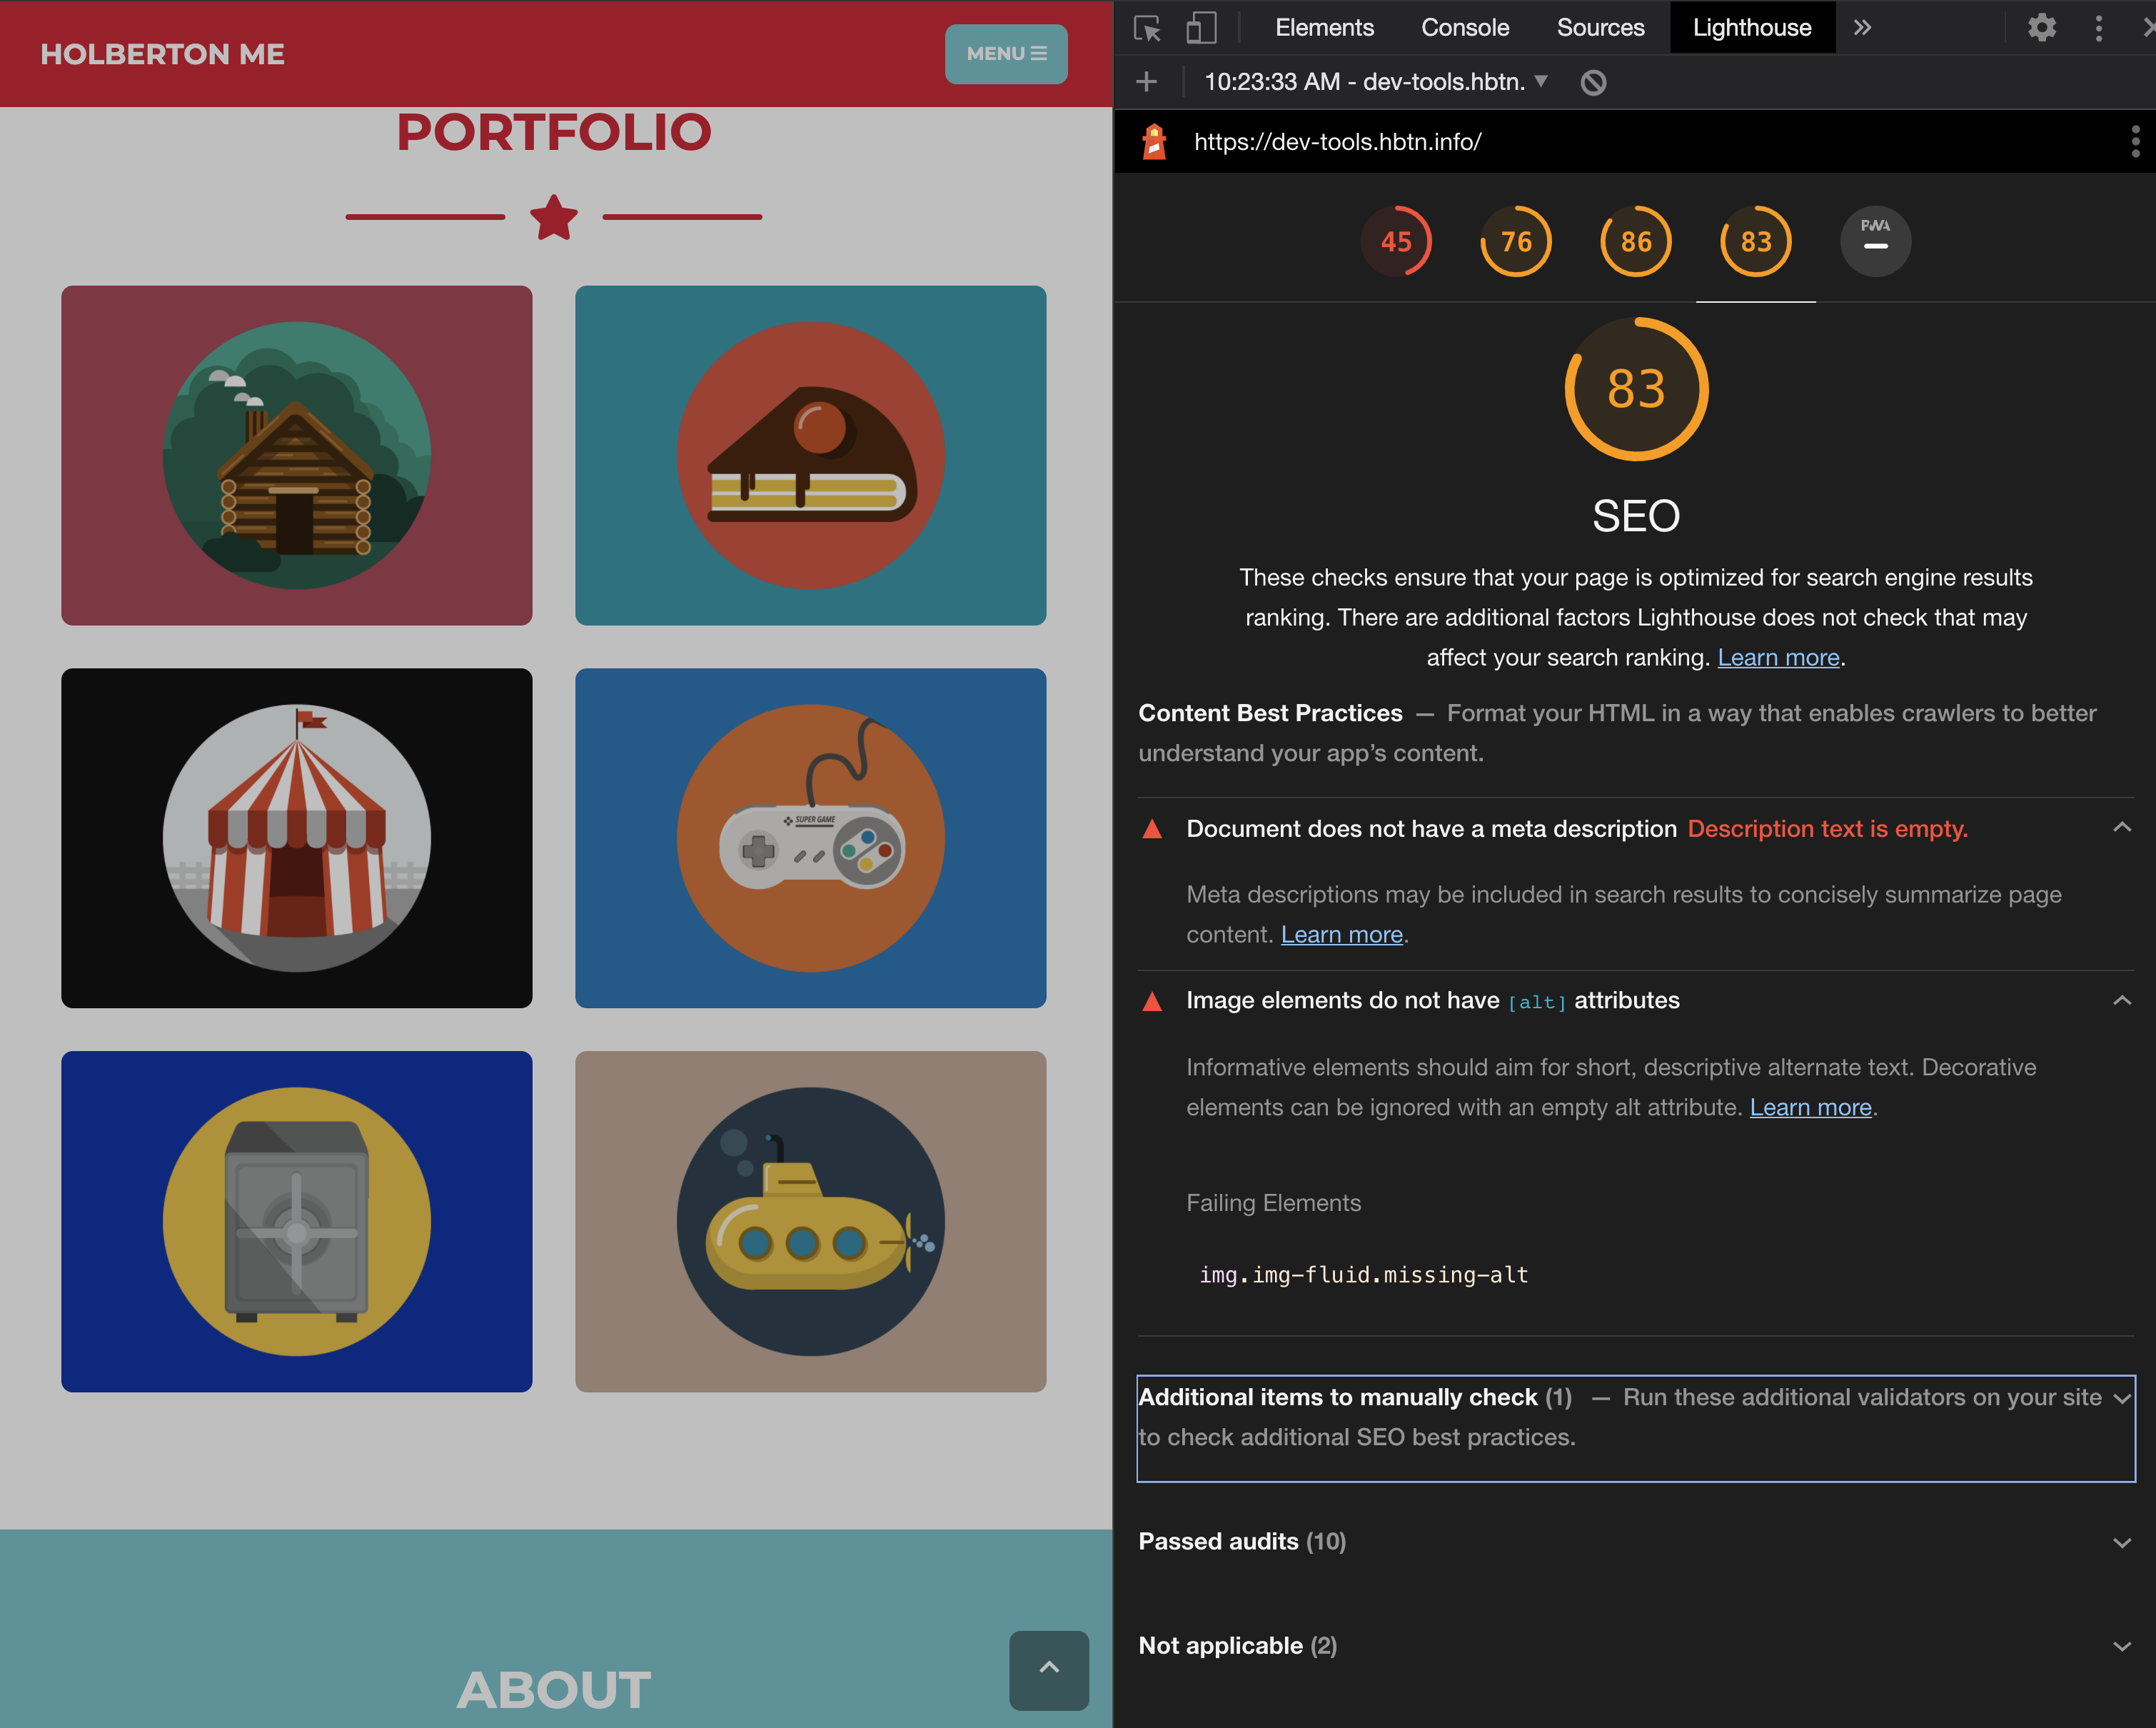 HOLBERTON ME
MENU
PORTFOLIO
SUPER GAME
ABOUT
Elements Console Sources Lighthouse
10:23:33 AM - dev-tools.hbtn.
https://dev-tools.hbtn.info/
45 76 86 83 PWA
83
SEO
These checks ensure that your page is optimized for search engine results
ranking. There are additional factors Lighthouse does not check that may
affect your search ranking. Learn more.
Content Best Practices — Format your HTML in a way that enables crawlers to better
understand your app’s content.
Document does not have a meta description Description text is empty.
Meta descriptions may be included in search results to concisely summarize page
content. Learn more.
Image elements do not have [alt] attributes
Informative elements should aim for short, descriptive alternate text. Decorative
elements can be ignored with an empty alt attribute. Learn more.
Failing Elements
img.img-fluid.missing-alt
Additional items to manually check (1) — Run these additional validators on your site
to check additional SEO best practices.
Passed audits (10)
Not applicable (2)